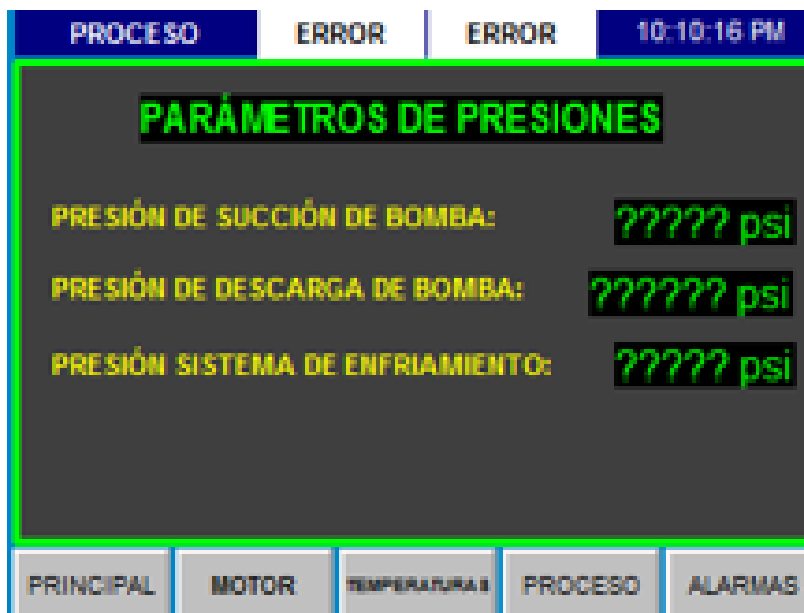 PROCESO ERROR ERROR 10:10:16 PM
PARÁMETROS DE PRESIONES
PRESIÓN DE SUCCIÓN DE BOMBA: ????? psi
PRESIÓN DE DESCARGA DE BOMBA: ?????? psi
PRESIÓN SISTEMA DE ENFRIAMIENTO: ????? psi
PRINCIPAL MOTOR TEMPERATURAS PROCESO ALARMAS